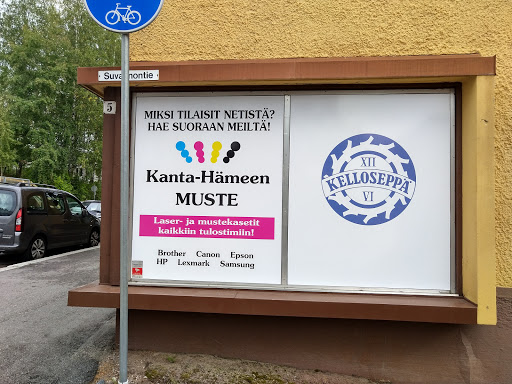 Suvannontie
5
MIKSI TILAISIT NETISTÄ?
HAE SUORAAN MEILTÄ!
Kanta-Hämeen
MUSTE
Laser- ja mustekasetit
kaikkiin tulostimiin!
Brother Canon Epson
HP Lexmark Samsung
XII
KELLOSEPPÄ
VI